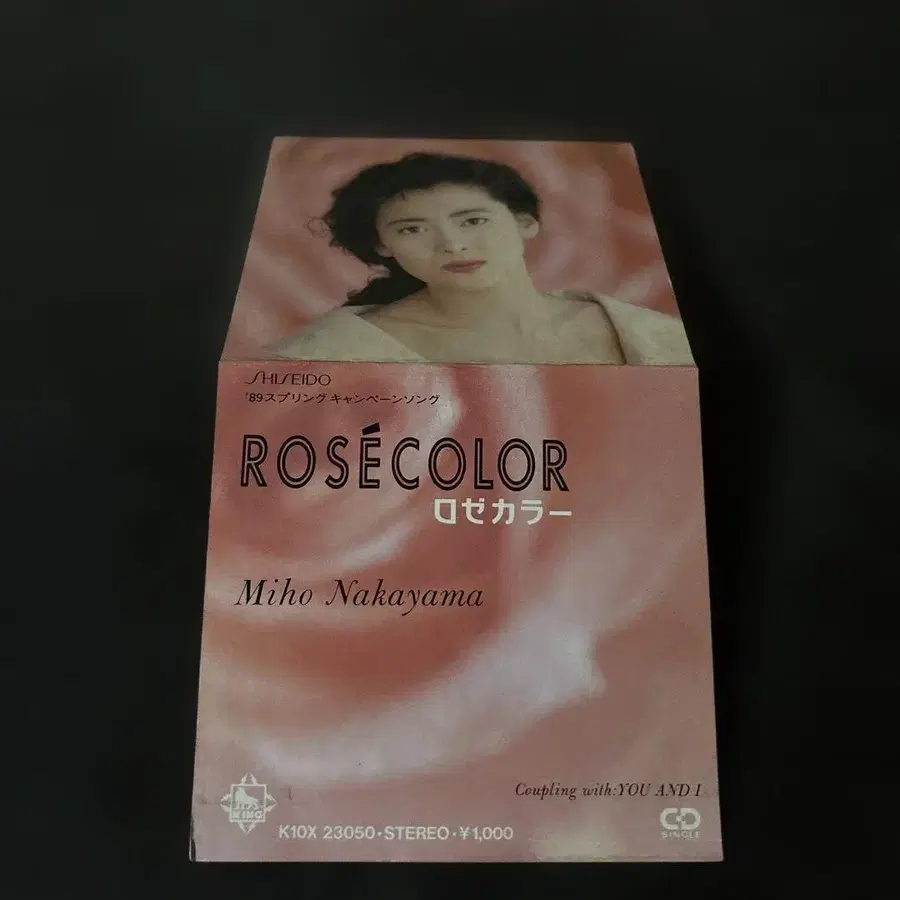 SHISEIDO
'89スプリングキャンペーンソング
ROSÉCOLOR
ロゼカラー
Miho Nakayama
Coupling with:YOU AND I
KING
K10X 23050・STEREO・¥1,000
CD
SINGLE